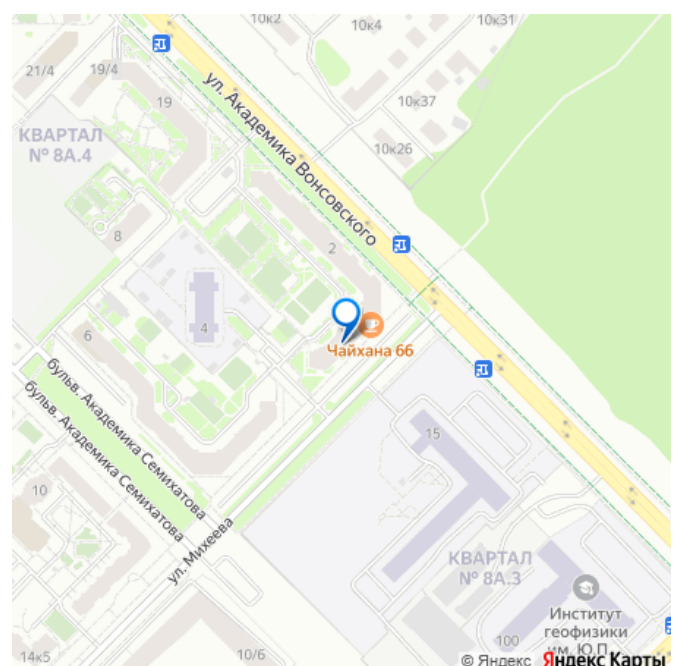 10к2
10к4
10к31
21/4
19/4
19
ул. Академика Вонсовского
10к37
10к26
КВАРТАЛ
№ 8А.4
8
2
4
6
Чайхана 66
бульв. Академика Семихатова
бульв. Академика Семихатова
15
10
ул. Михеева
КВАРТАЛ
№ 8А.3
Институт
геофизики
им. Ю.П.
100
14к5
10/6
© Яндекс Яндекс Карты